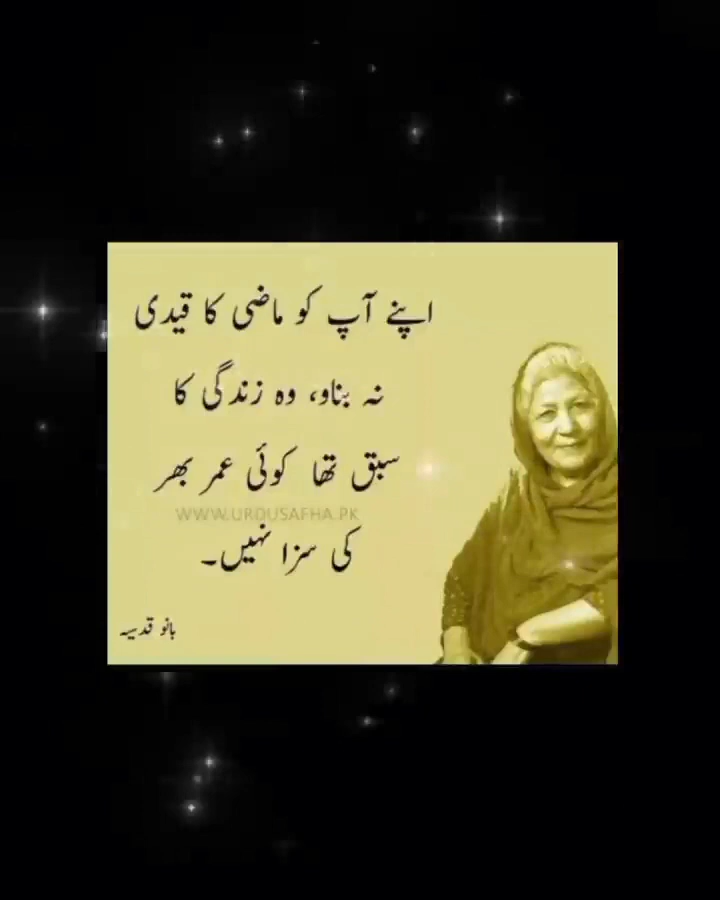 اپنے آپ کو ماضی کا قیدی
نہ بناو، وہ زندگی کا
سبق تھا کوئی عمر بھر
WWW.URDUSAFHA.PK
کی سزا نہیں۔
بانو قدسیہ